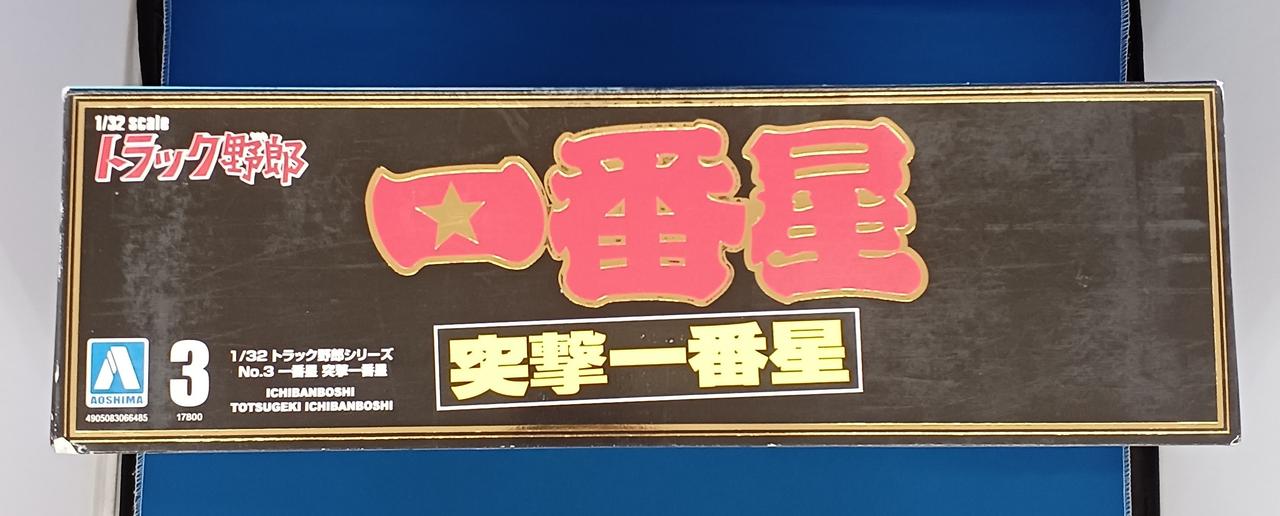 1/32 scale
トラック野郎
一番星
突撃一番星
AOSHIMA
4905083066485
3
17800
1/32 トラック野郎シリーズ
No.3 一番星 突撃一番星
ICHIBANBOSHI
TOTSUGEKI ICHIBANBOSHI